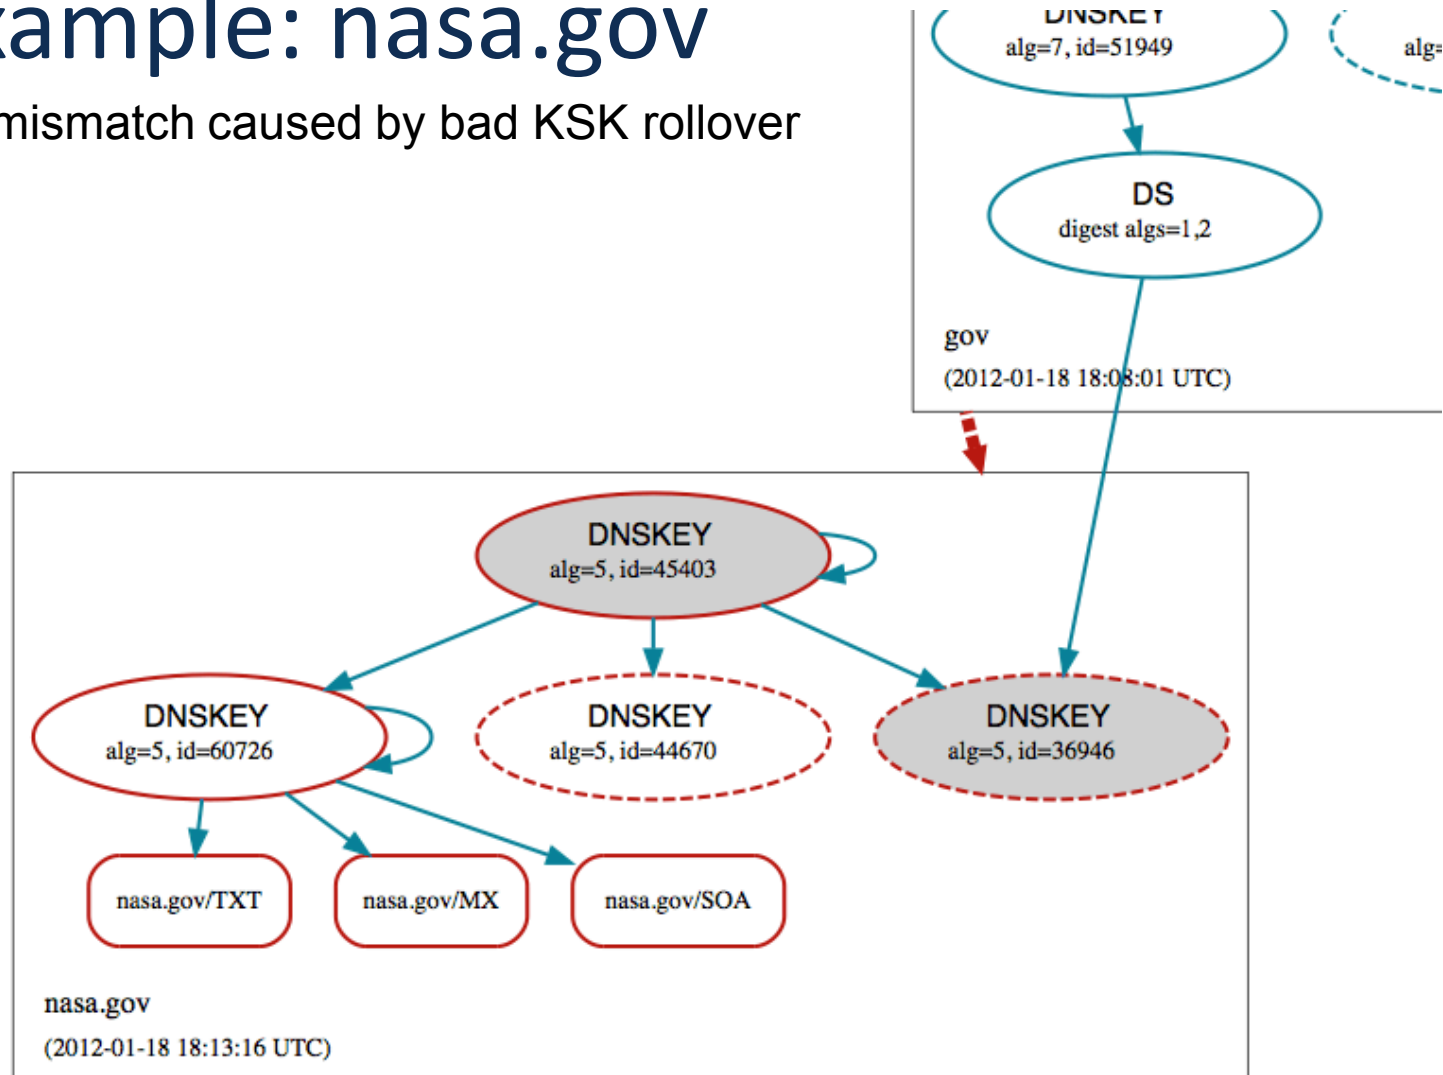 xample: nasa.gov
mismatch caused by bad KSK rollover
DNSKEY
alg=7, id=51949
alg=
DS
digest algs=1,2
gov
(2012-01-18 18:08:01 UTC)
DNSKEY
alg=5, id=45403
DNSKEY
alg=5, id=60726
DNSKEY
alg=5, id=44670
DNSKEY
alg=5, id=36946
nasa.gov/TXT
nasa.gov/MX
nasa.gov/SOA
nasa.gov
(2012-01-18 18:13:16 UTC)